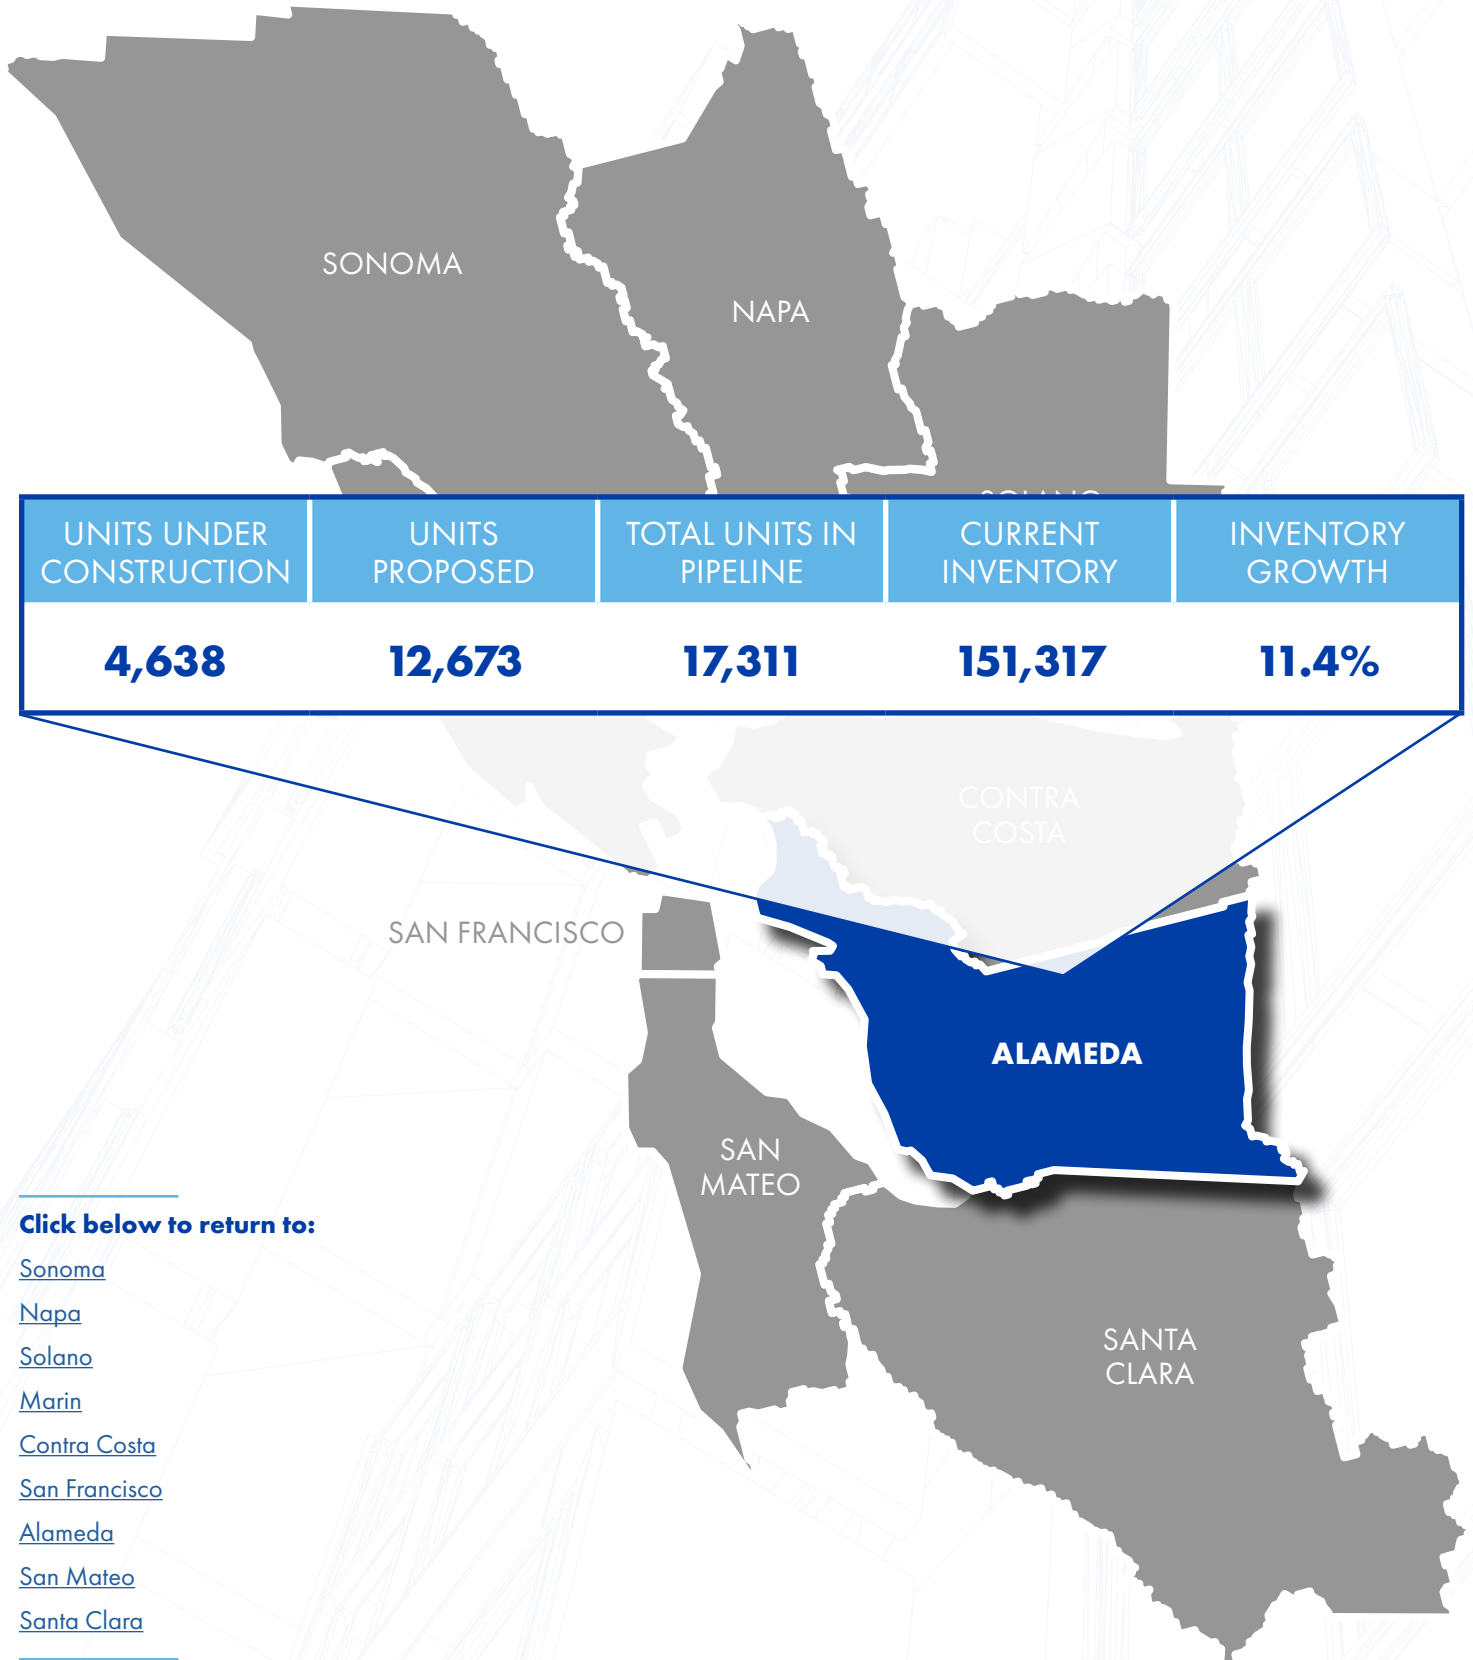 SONOMA
NAPA
SOLANO
UNITS UNDER
CONSTRUCTION
UNITS
PROPOSED
TOTAL UNITS IN
PIPELINE
CURRENT
INVENTORY
INVENTORY
GROWTH
4,638
12,673
17,311
151,317
11.4%
CONTRA
COSTA
SAN FRANCISCO
ALAMEDA
SAN
MATEO
SANTA
CLARA
Click below to return to:
Sonoma
Napa
Solano
Marin
Contra Costa
San Francisco
Alameda
San Mateo
Santa Clara